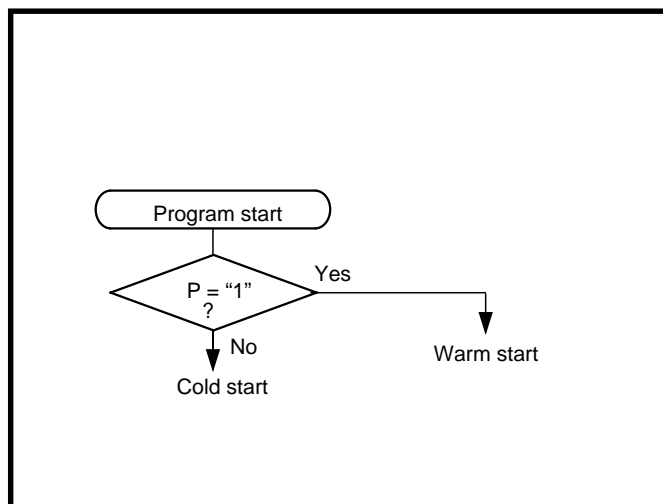 Program start
P = “1”
?
Yes
No
Warm start
Cold start